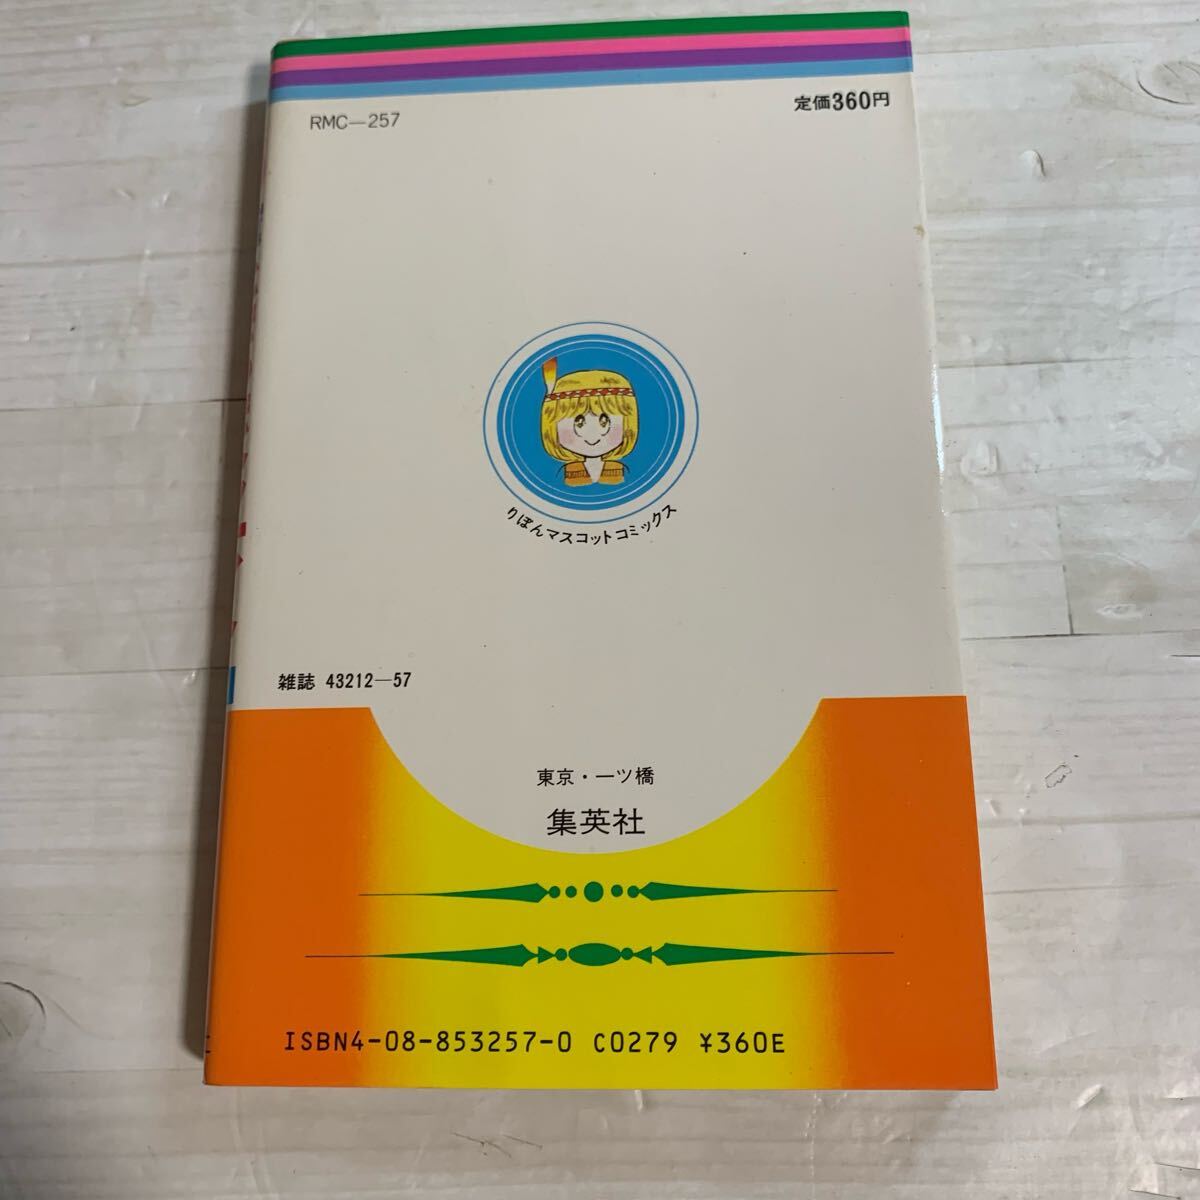 RMC—257
定価360円
りぼんマスコットコミックス
雑誌 43212—57
東京・一ツ橋
集英社
ISBN4-08-853257-0 C0279 ¥360E